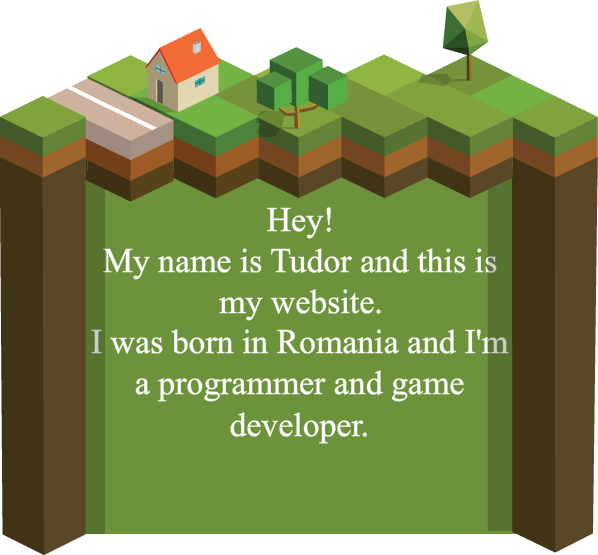 Hey!
My name is Tudor and this is
my website.
I was born in Romania and I'm
a programmer and game
developer.